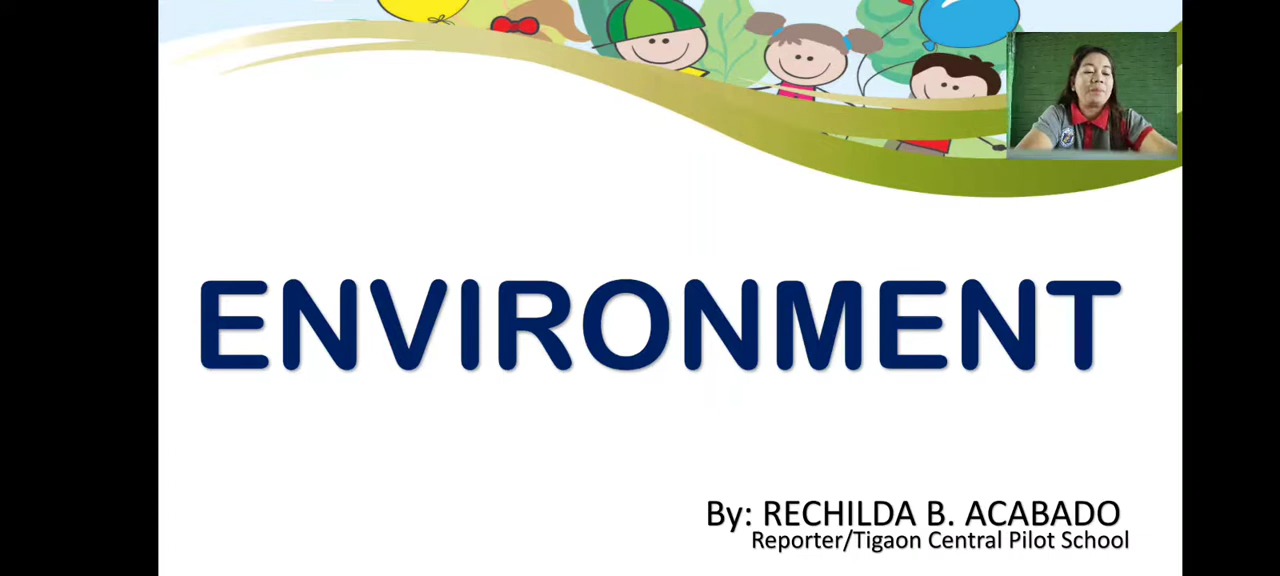 ENVIRONMENT
By: RECHILDA B. ACABADO
Reporter/Tigaon Central Pilot School